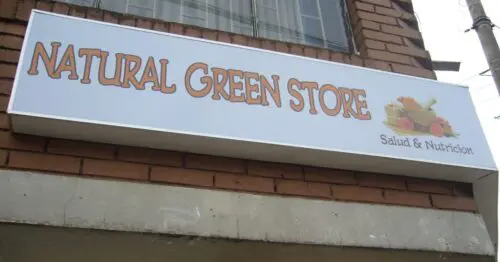 NATURAL GREEN STORE
Salud & Nutricion